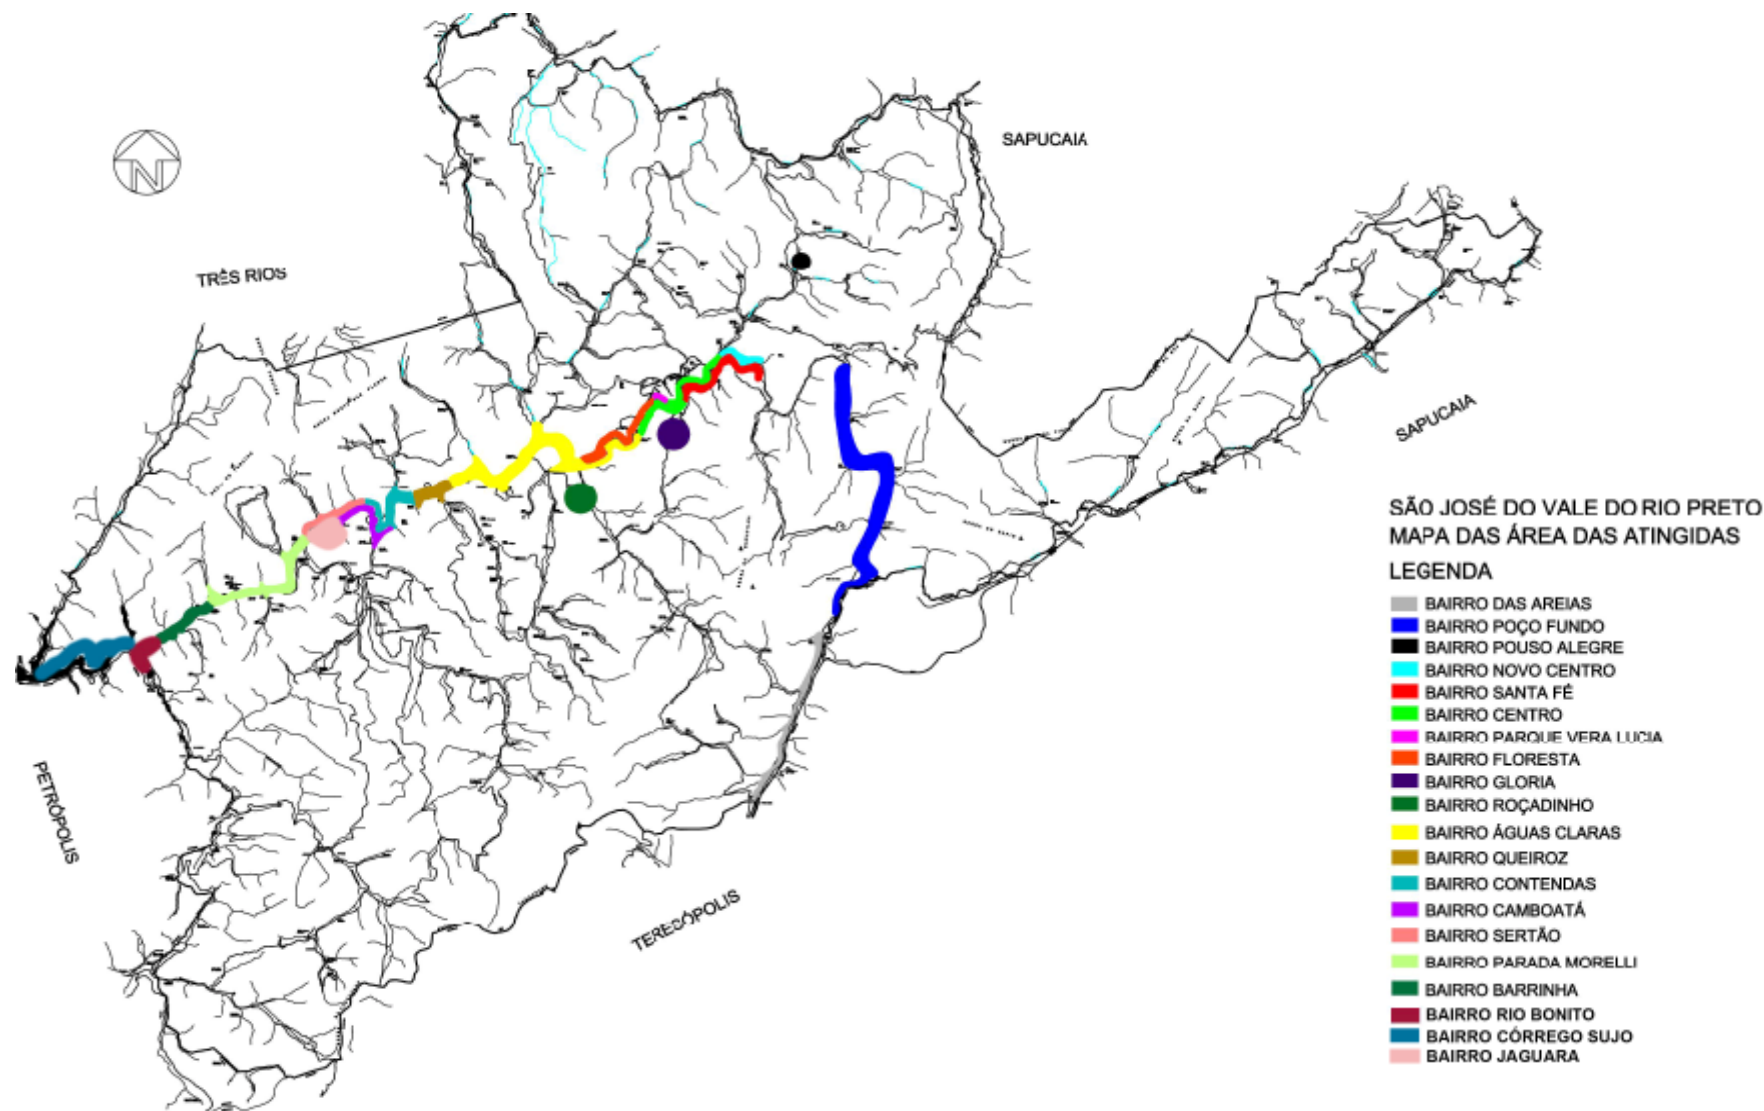 N
SAPUCAIA
TRÊS RIOS
SAPUCAIA
PETRÓPOLIS
TEREÓPOLIS
SÃO JOSÉ DO VALE DO RIO PRETO
MAPA DAS ÁREA DAS ATINGIDAS
LEGENDA
BAIRRO DAS AREIAS
BAIRRO POÇO FUNDO
BAIRRO POUSO ALEGRE
BAIRRO NOVO CENTRO
BAIRRO SANTA FÉ
BAIRRO CENTRO
BAIRRO PARQUE VERA LUCIA
BAIRRO FLORESTA
BAIRRO GLORIA
BAIRRO ROÇADINHO
BAIRRO ÁGUAS CLARAS
BAIRRO QUEIROZ
BAIRRO CONTENDAS
BAIRRO CAMBOATÁ
BAIRRO SERTÃO
BAIRRO PARADA MORELLI
BAIRRO BARRINHA
BAIRRO RIO BONITO
BAIRRO CÓRREGO SUJO
BAIRRO JAGUARA